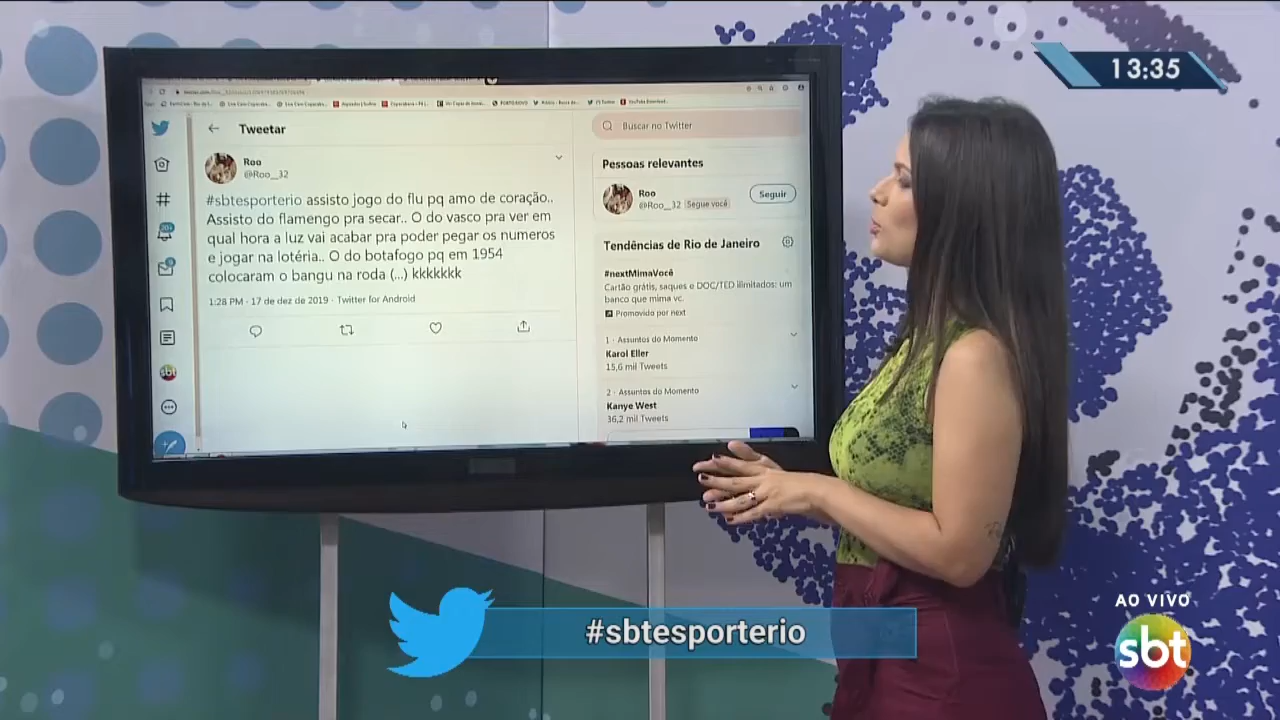 13:35
Tweetar
Buscar no Twitter
Roo
@Roo__32
#sbtesporterio assisto jogo do flu pq amo de coração..
Assisto do flamengo pra secar.. O do vasco pra ver em
qual hora a luz vai acabar pra poder pegar os numeros
e jogar na lotéria.. O do botafogo pq em 1954
colocaram o bangu na roda (...) kkkkkkk
1:28 PM · 17 de dez de 2019 · Twitter for Android
20+
sbt
Pessoas relevantes
Roo
@Roo__32 Segue você
Seguir
Tendências de Rio de Janeiro
#nextMimaVocê
Cartão grátis, saques e DOC/TED ilimitados: um
banco que mima vc.
Promovido por next
1 · Assuntos do Momento
Karol Eller
15,6 mil Tweets
2 · Assuntos do Momento
Kanye West
36,2 mil Tweets
#sbtesporterio
AO VIVO
sbt